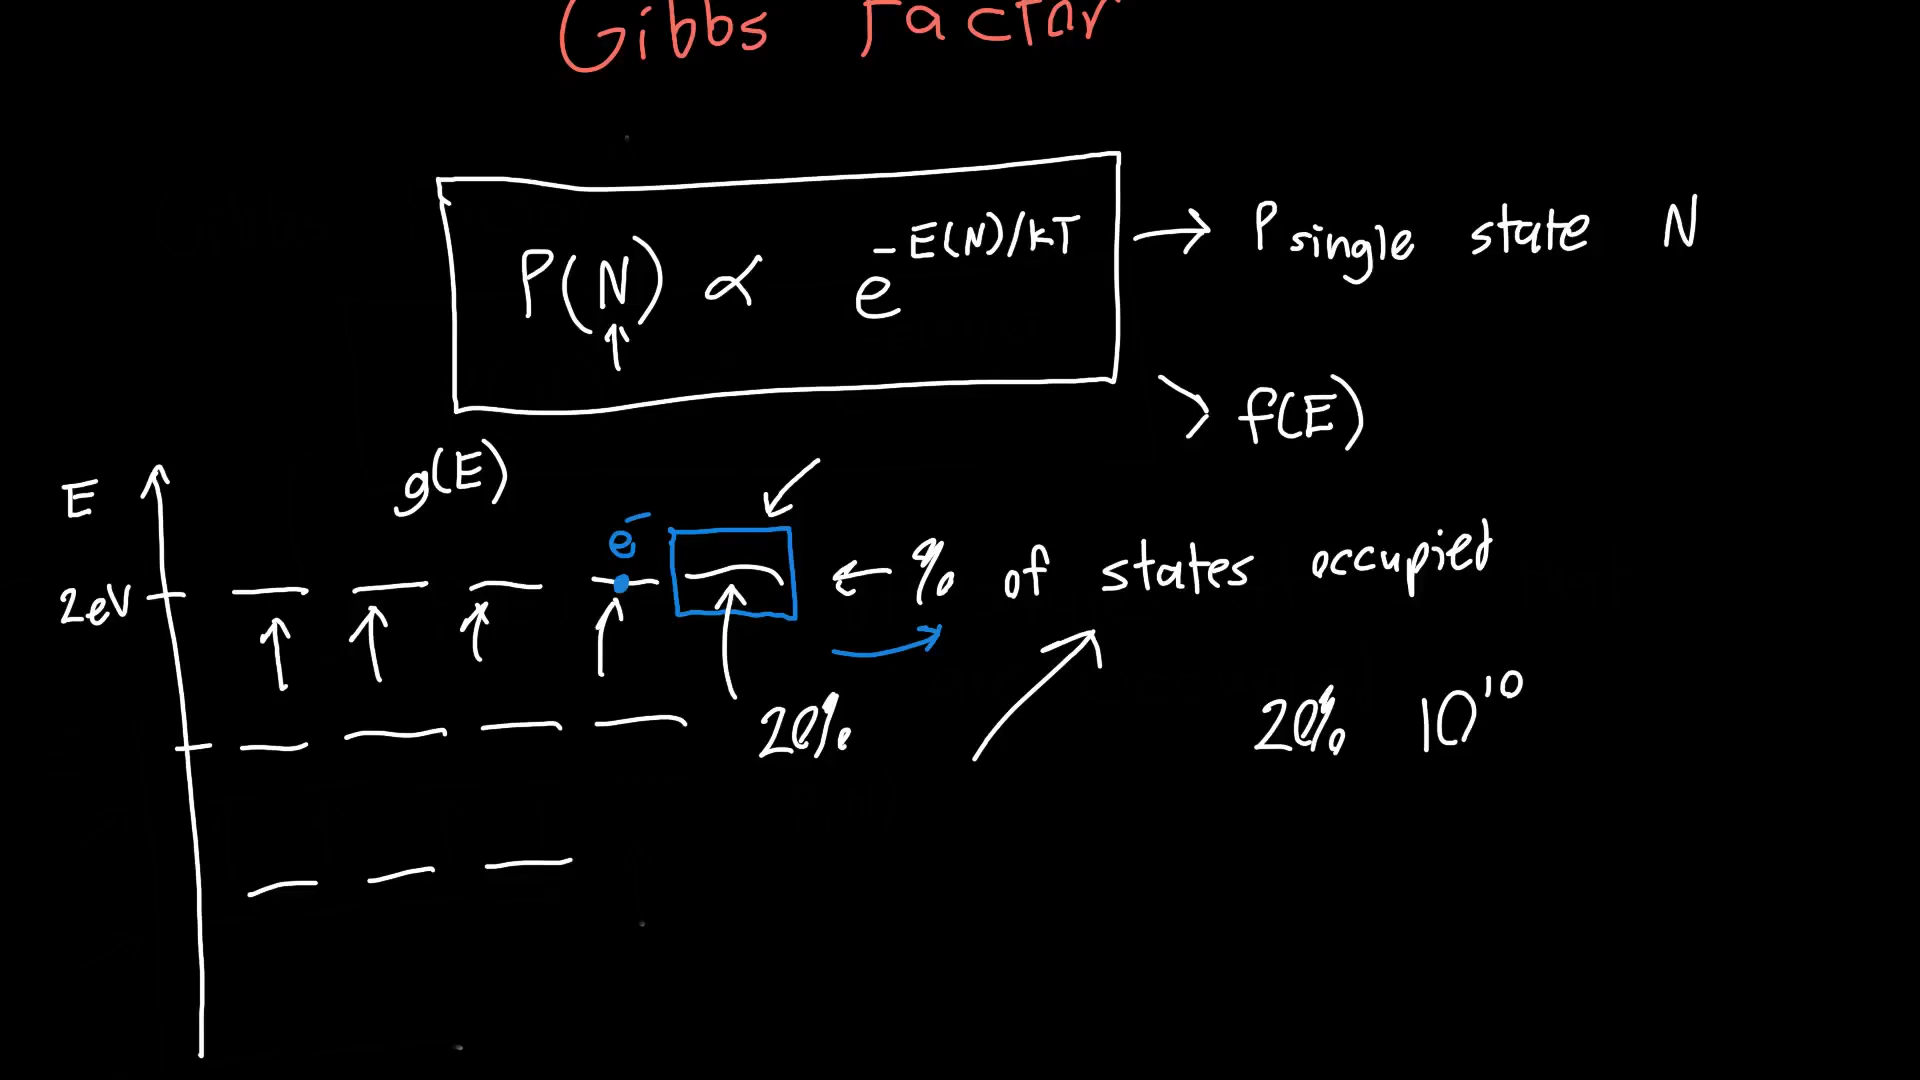 Gibbs Factor
P(N) ∝ e^{-E(N)/kT} → P single state N
> f(E)
g(E)
E
e⁻
2eV
← % of states occupied
20%
20% 10^{10}